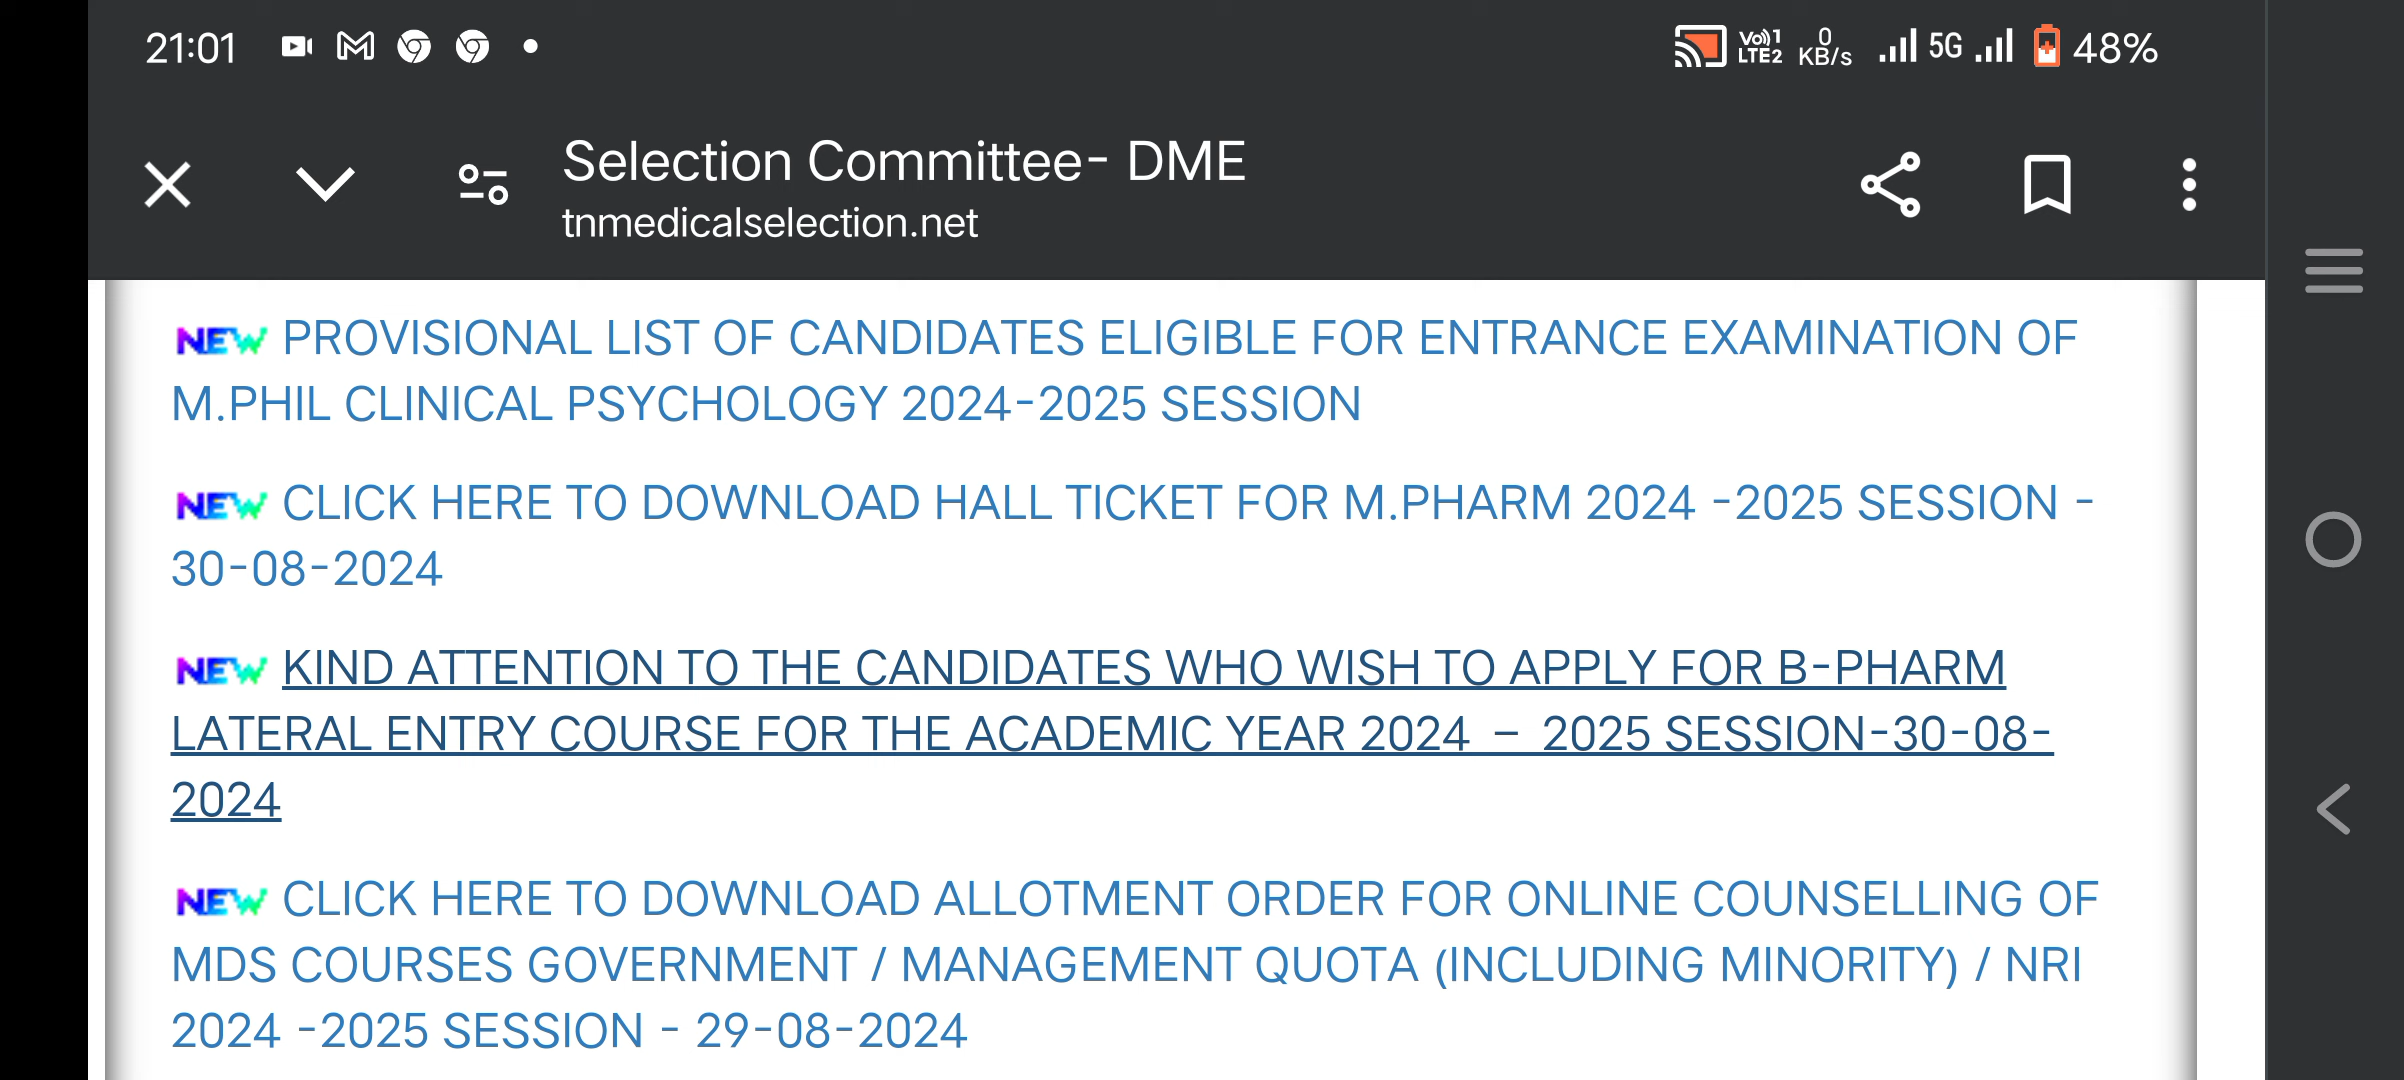 21:01
Vo)) 1
LTE2
0
KB/s
5G
48%
Selection Committee- DME
tnmedicalselection.net
NEW PROVISIONAL LIST OF CANDIDATES ELIGIBLE FOR ENTRANCE EXAMINATION OF
M.PHIL CLINICAL PSYCHOLOGY 2024-2025 SESSION
NEW CLICK HERE TO DOWNLOAD HALL TICKET FOR M.PHARM 2024 -2025 SESSION -
30-08-2024
NEW KIND ATTENTION TO THE CANDIDATES WHO WISH TO APPLY FOR B-PHARM
LATERAL ENTRY COURSE FOR THE ACADEMIC YEAR 2024 – 2025 SESSION-30-08-
2024
NEW CLICK HERE TO DOWNLOAD ALLOTMENT ORDER FOR ONLINE COUNSELLING OF
MDS COURSES GOVERNMENT / MANAGEMENT QUOTA (INCLUDING MINORITY) / NRI
2024 -2025 SESSION - 29-08-2024